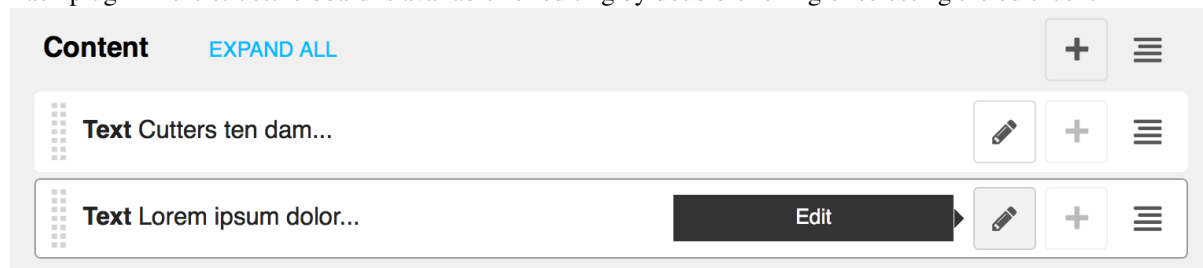 Content EXPAND ALL
Text Cutters ten dam...
Text Lorem ipsum dolor... Edit